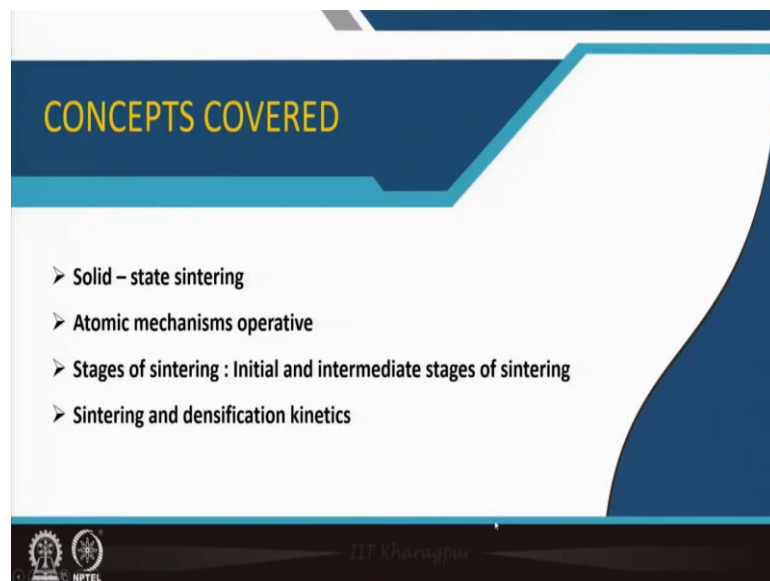 CONCEPTS COVERED
➢ Solid – state sintering
➢ Atomic mechanisms operative
➢ Stages of sintering : Initial and intermediate stages of sintering
➢ Sintering and densification kinetics
IIT Kharagpur
NPTEL